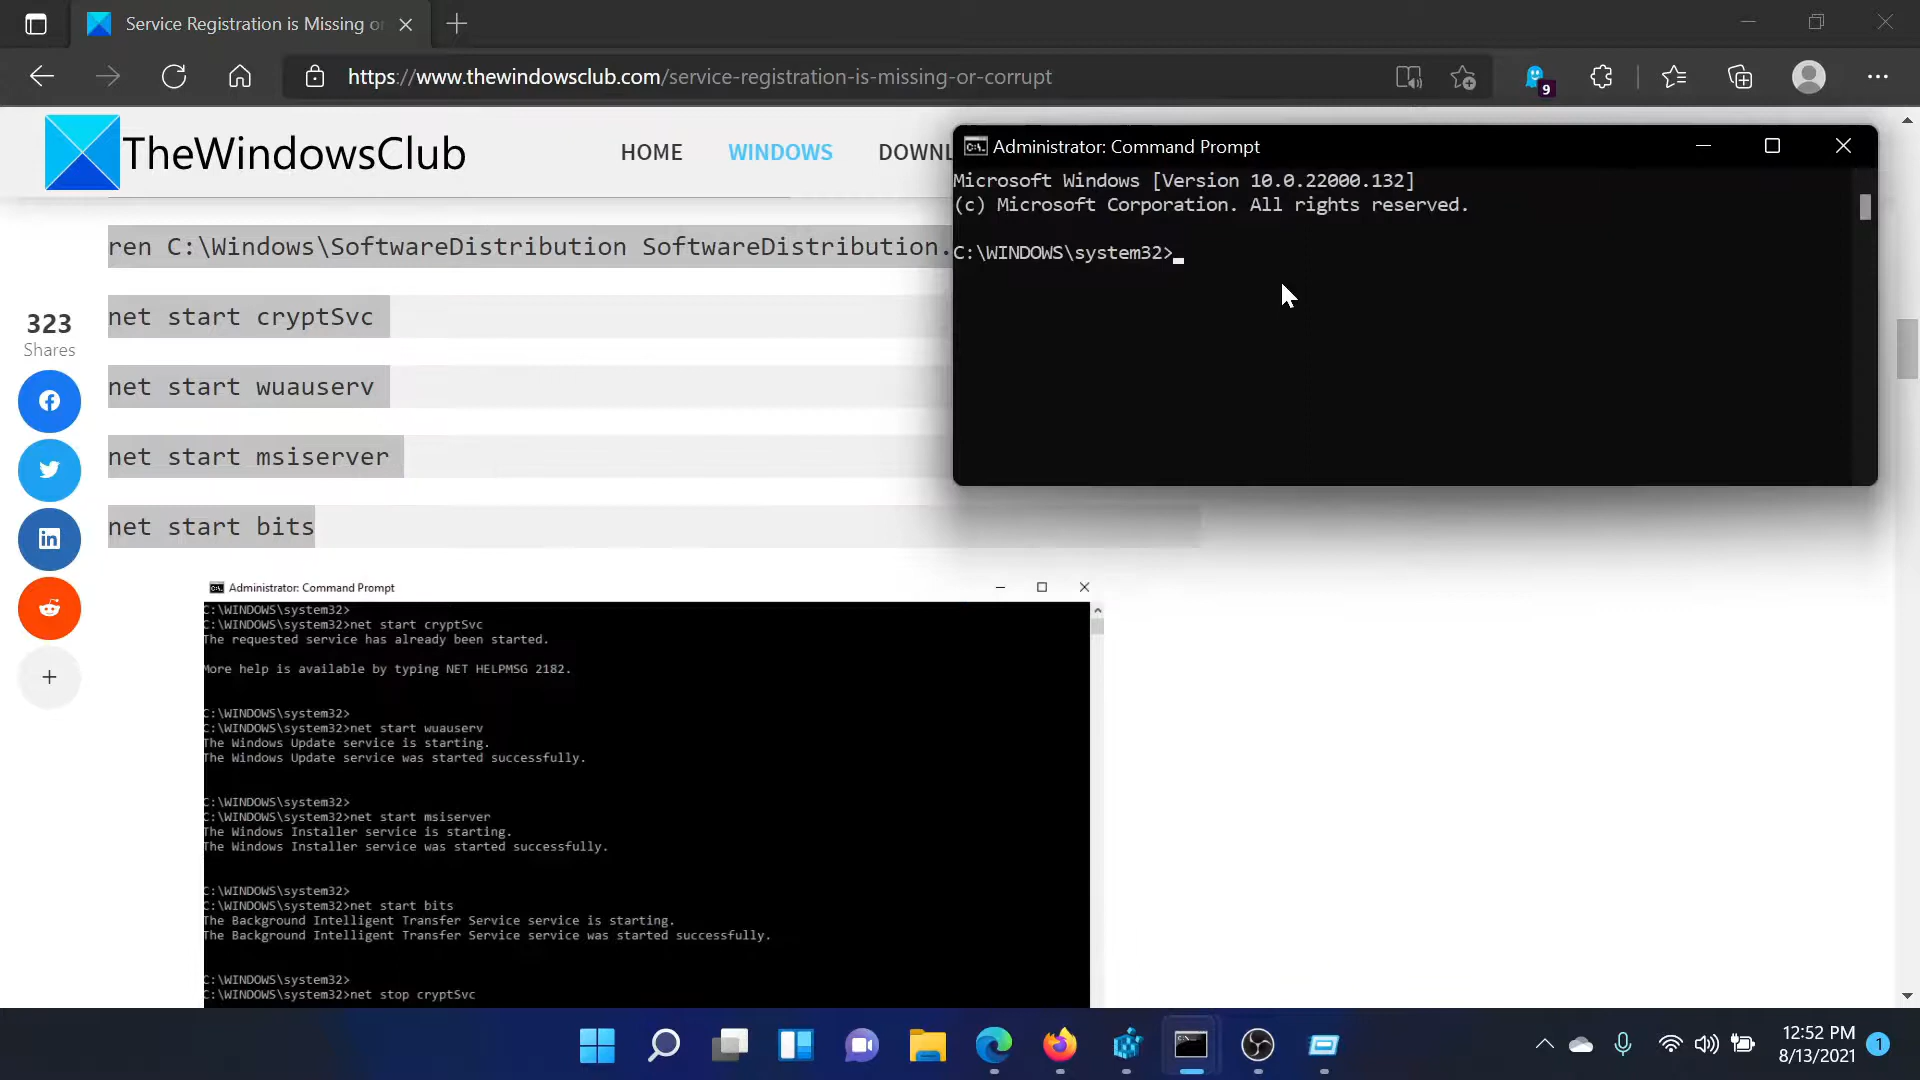 Service Registration is Missing or
https://www.thewindowsclub.com/service-registration-is-missing-or-corrupt
9
TheWindowsClub
HOME
WINDOWS
DOWNL
ren C:\Windows\SoftwareDistribution SoftwareDistribution.
net start cryptSvc
net start wuauserv
net start msiserver
net start bits
323
Shares
Administrator: Command Prompt
Microsoft Windows [Version 10.0.22000.132]
(c) Microsoft Corporation. All rights reserved.
C:\WINDOWS\system32>
Administrator: Command Prompt
C:\WINDOWS\system32>
C:\WINDOWS\system32>net start cryptSvc
The requested service has already been started.
More help is available by typing NET HELPMSG 2182.
C:\WINDOWS\system32>
C:\WINDOWS\system32>net start wuauserv
The Windows Update service is starting.
The Windows Update service was started successfully.
C:\WINDOWS\system32>
C:\WINDOWS\system32>net start msiserver
The Windows Installer service is starting.
The Windows Installer service was started successfully.
C:\WINDOWS\system32>
C:\WINDOWS\system32>net start bits
The Background Intelligent Transfer Service service is starting.
The Background Intelligent Transfer Service service was started successfully.
C:\WINDOWS\system32>
C:\WINDOWS\system32>net stop cryptSvc
12:52 PM
8/13/2021
1